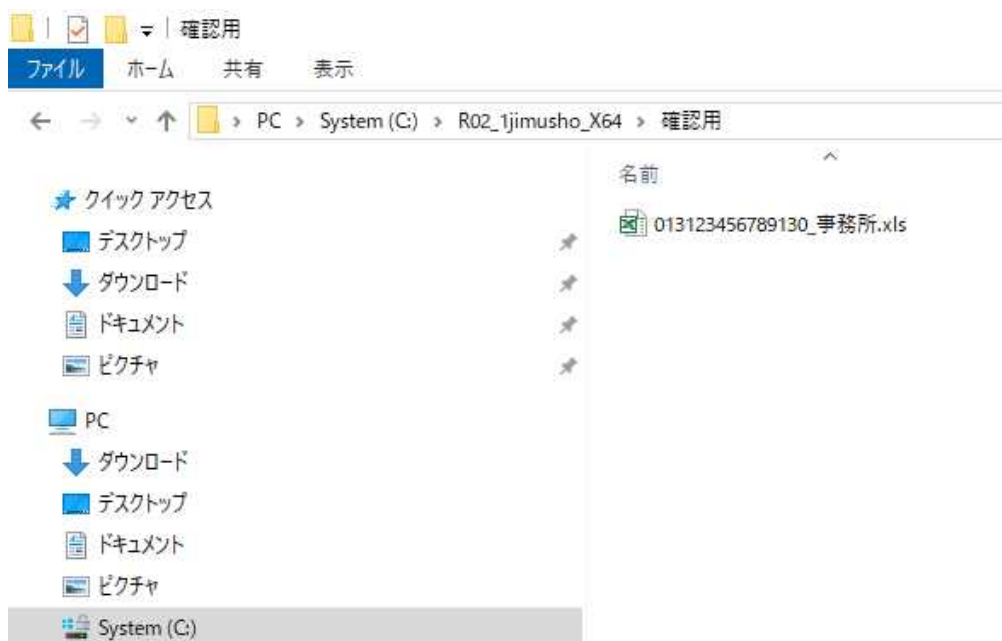 確認用
ファイル ホーム 共有 表示
PC › System (C:) › R02_1jimusho_X64 › 確認用
名前
013123456789130_事務所.xls
クイック アクセス
デスクトップ
ダウンロード
ドキュメント
ピクチャ
PC
ダウンロード
デスクトップ
ドキュメント
ピクチャ
System (C:)